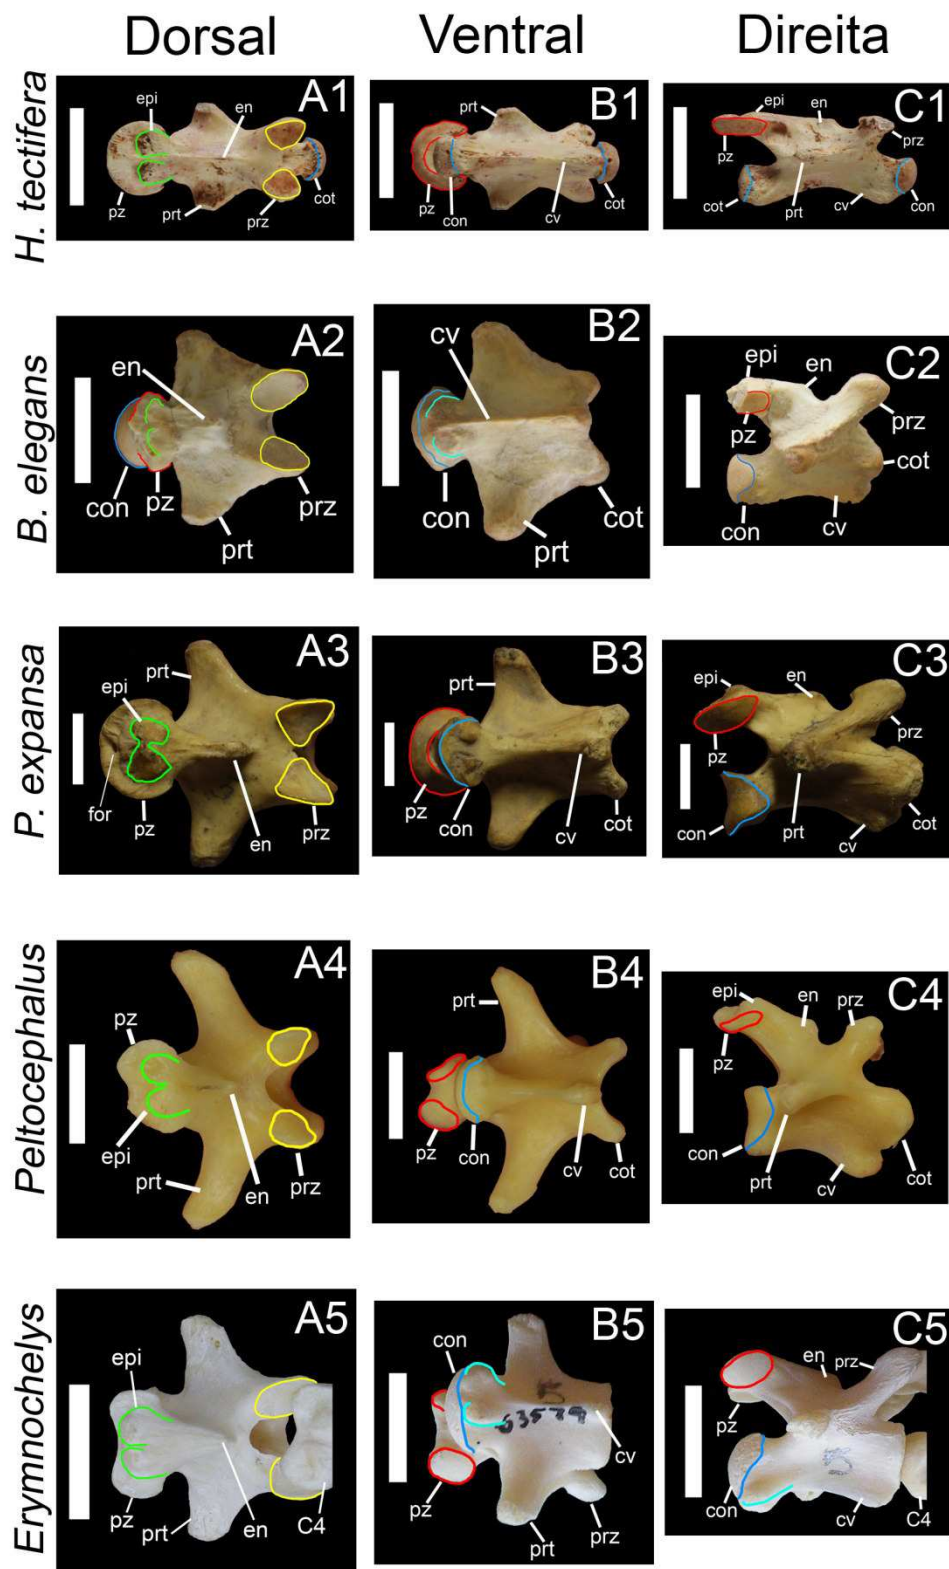 Dorsal Ventral Direita
H. tectifera
A1
epi en
pz prt prz cot
B1
prt
pz con cv cot
C1
epi en
pz prz
cot prt cv con
B. elegans
A2
en
con pz prt prz
B2
cv
con prt cot
C2
epi en
pz prz
cot
con cv
P. expansa
A3
prt
epi
for pz en prz
B3
prt
pz con cv cot
C3
epi en
pz prz
con prt cv cot
Peltocephalus
A4
pz
epi
prt en prz
B4
prt
pz con cv cot
C4
epi en prz
pz
con prt cv cot
Erymnochelys
A5
epi
pz prt en C4
B5
con
5
63579
cv
pz prt prz
C5
en prz
pz
5
con cv C4